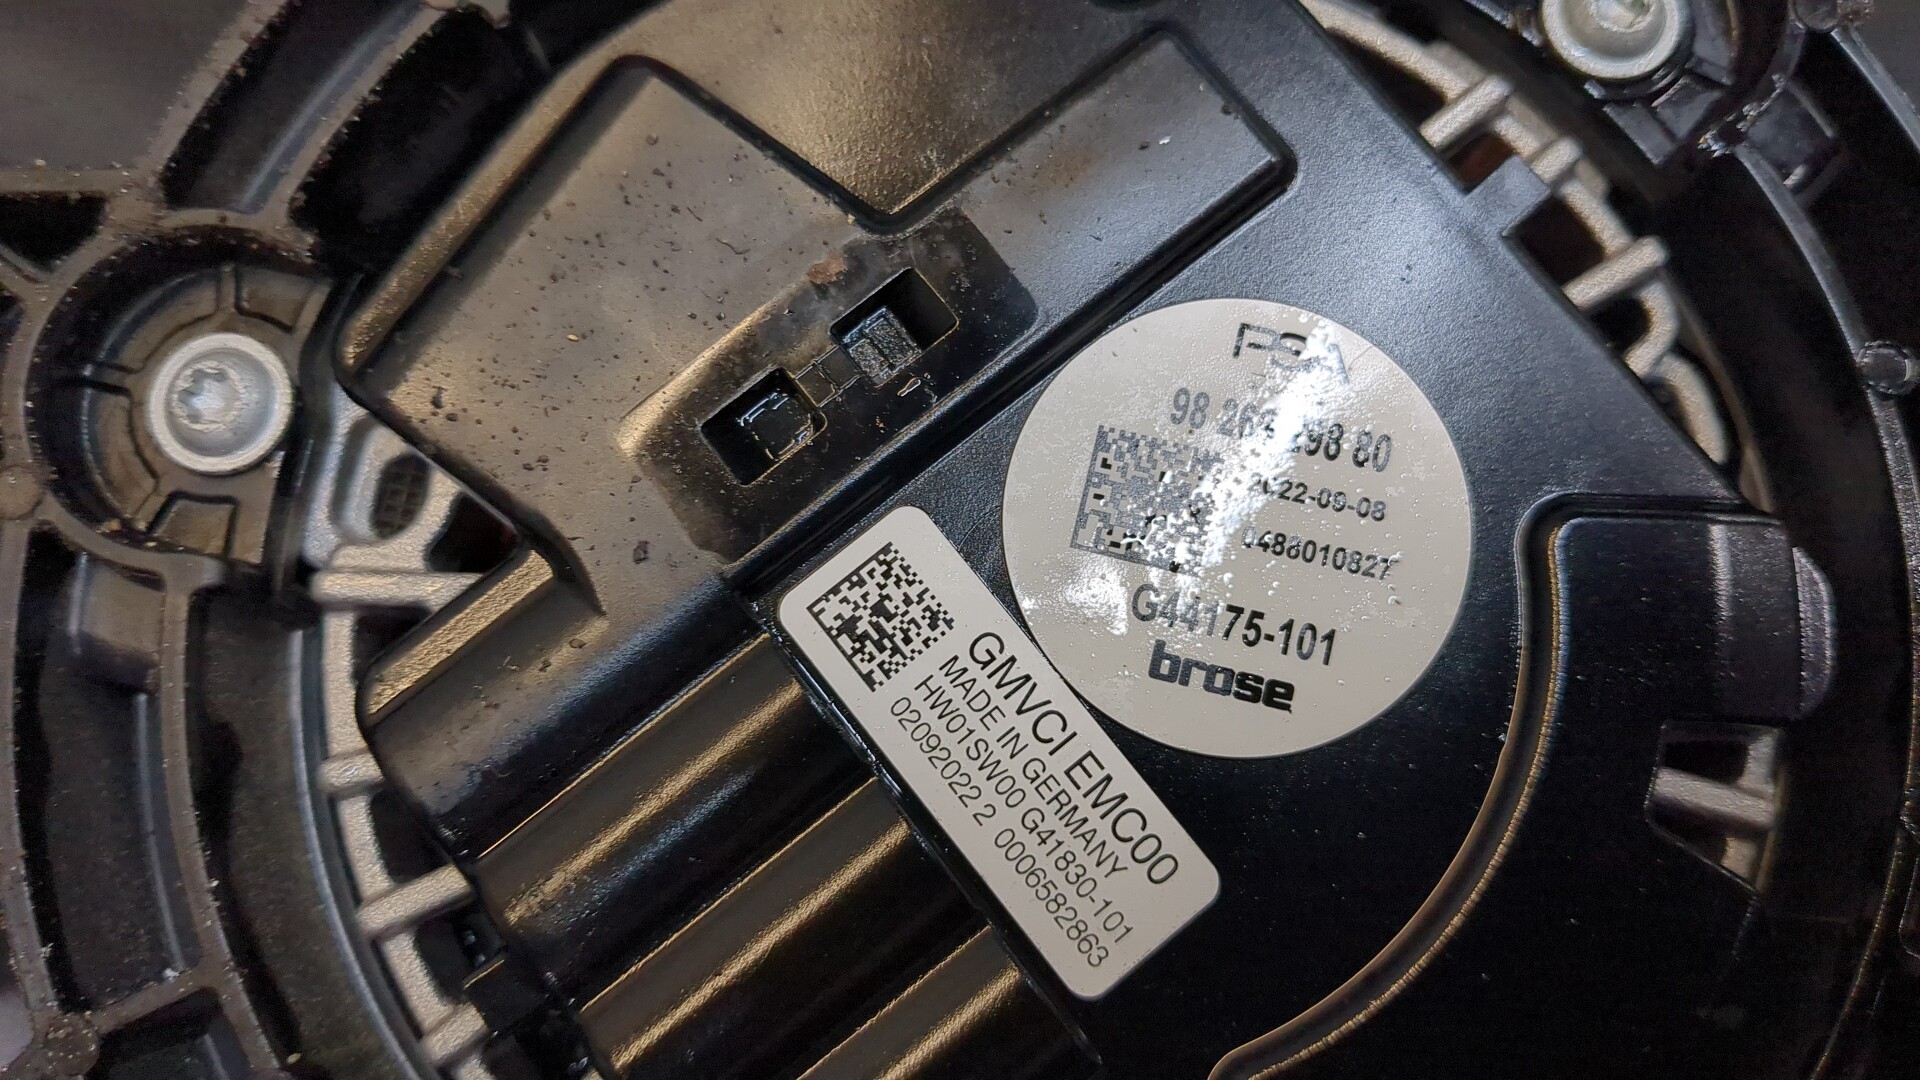 PSA
98 80
2022-09-08
0488010827
G44175-101
brose
GMVCI EMC00
MADE IN GERMANY
HW01SW00 G41830-101
02092022 2 0006582863